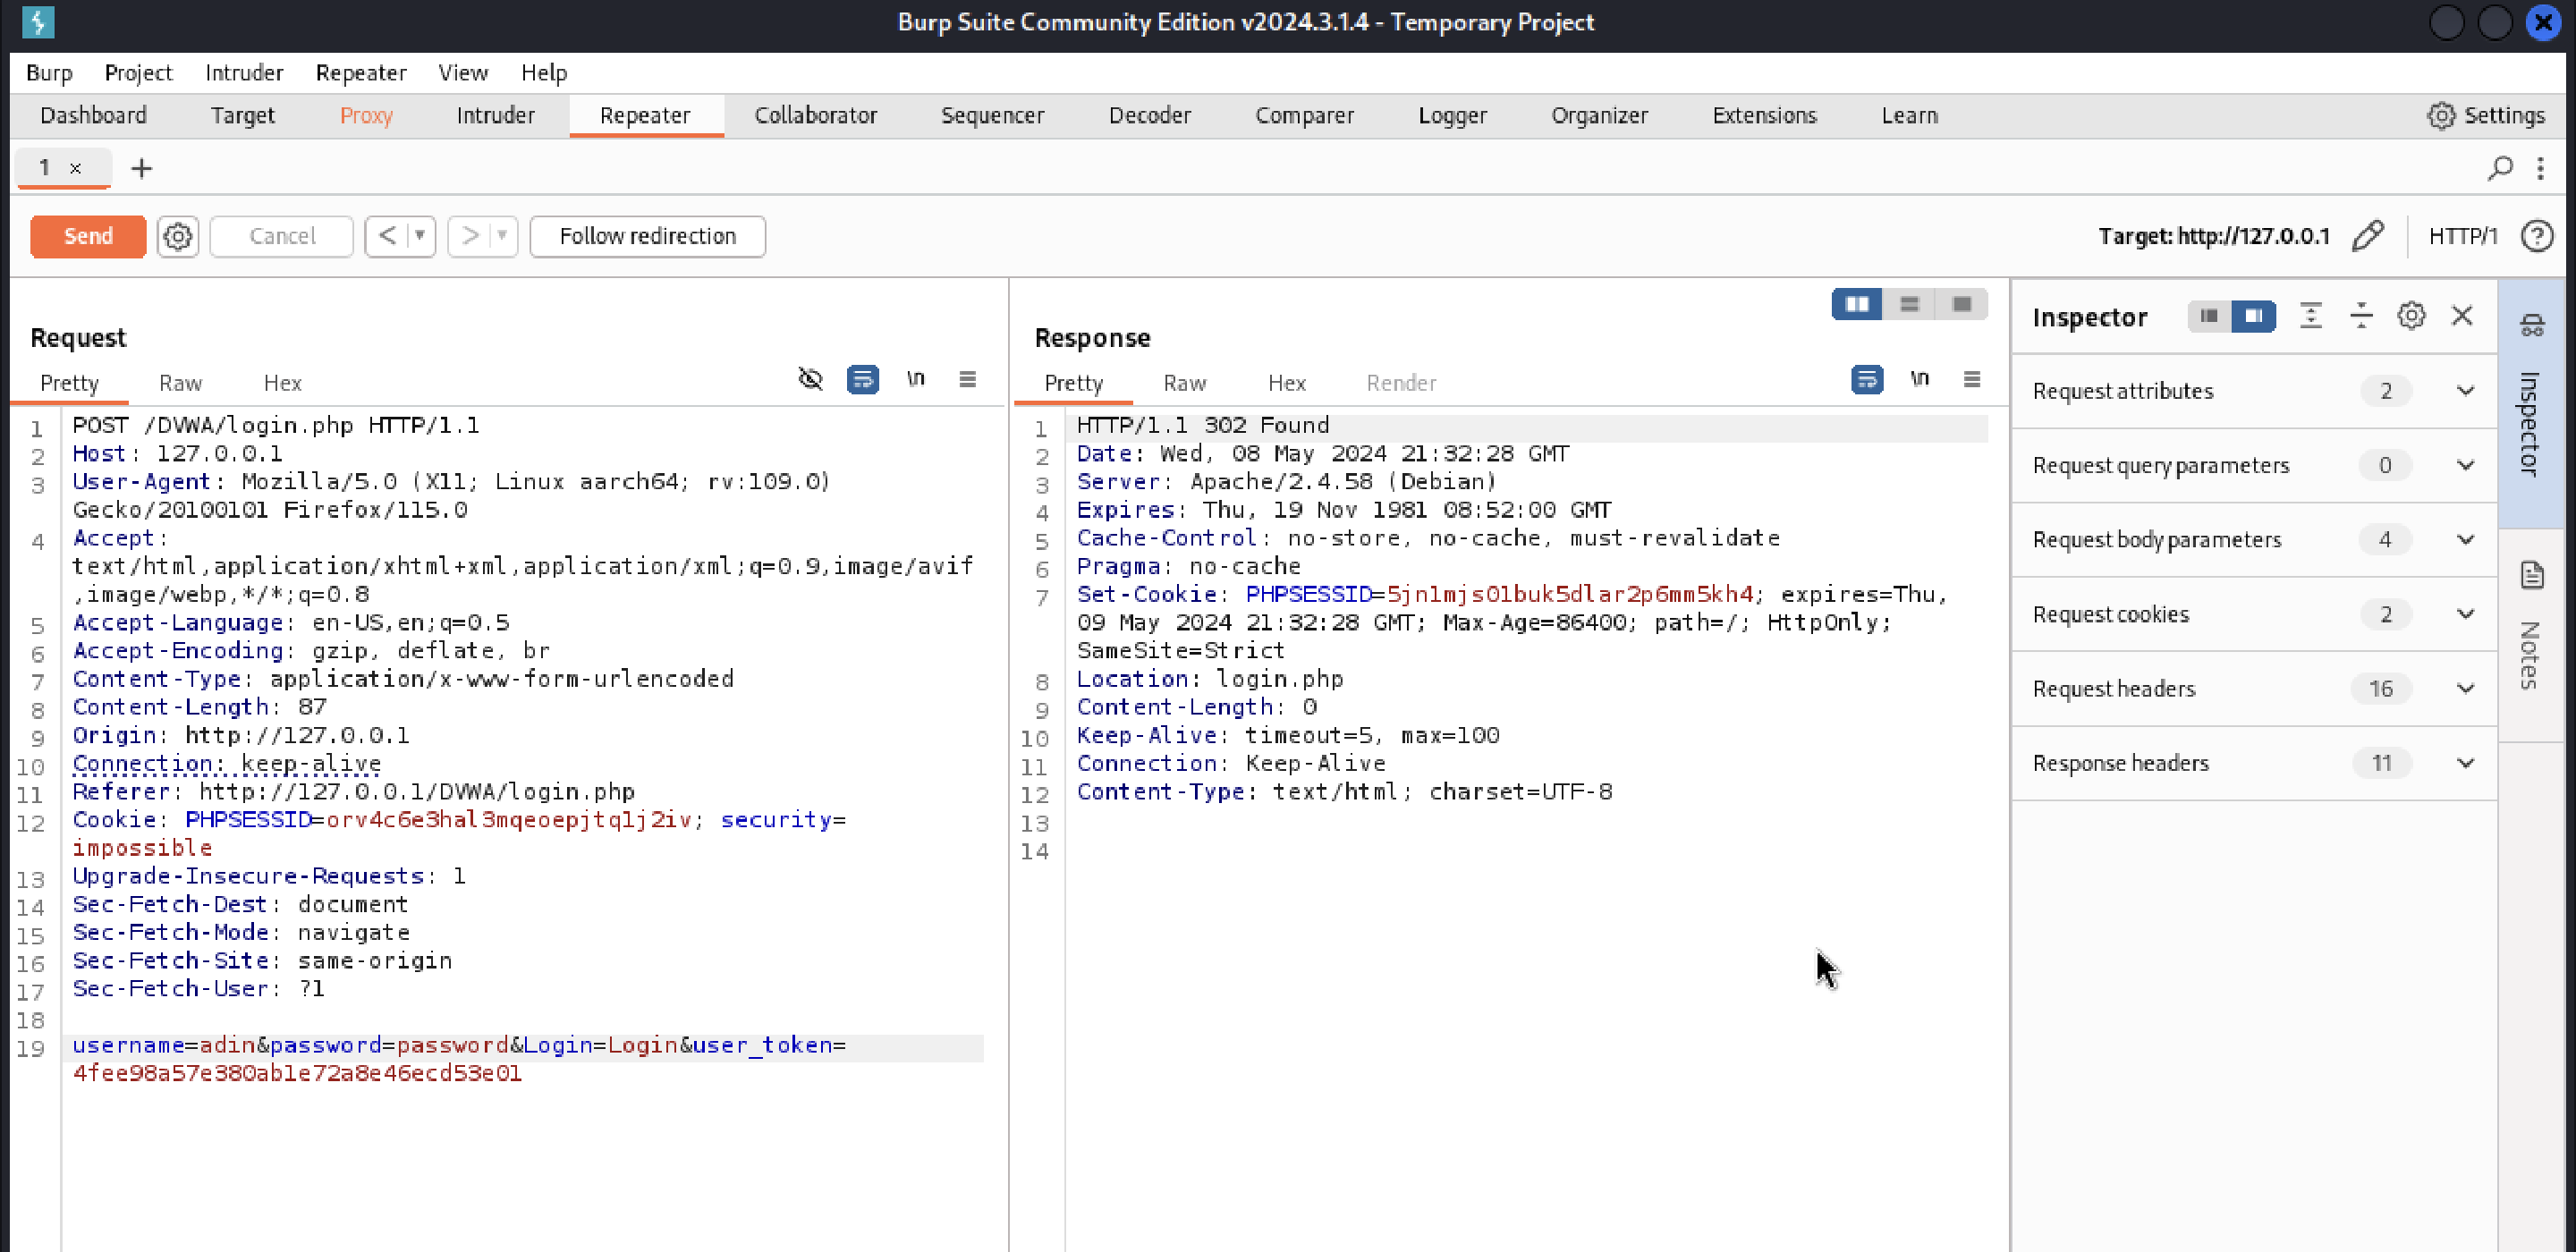 Burp Suite Community Edition v2024.3.1.4 - Temporary Project
Burp Project Intruder Repeater View Help
Dashboard Target Proxy Intruder Repeater Collaborator Sequencer Decoder Comparer Logger Organizer Extensions Learn Settings
1 × +
Send Cancel < > Follow redirection Target: http://127.0.0.1 HTTP/1 ?
Request
Pretty Raw Hex \n
1 POST /DVWA/login.php HTTP/1.1
2 Host: 127.0.0.1
3 User-Agent: Mozilla/5.0 (X11; Linux aarch64; rv:109.0)
Gecko/20100101 Firefox/115.0
4 Accept:
text/html,application/xhtml+xml,application/xml;q=0.9,image/avif
,image/webp,*/*;q=0.8
5 Accept-Language: en-US,en;q=0.5
6 Accept-Encoding: gzip, deflate, br
7 Content-Type: application/x-www-form-urlencoded
8 Content-Length: 87
9 Origin: http://127.0.0.1
10 Connection: keep-alive
11 Referer: http://127.0.0.1/DVWA/login.php
12 Cookie: PHPSESSID=orv4c6e3hal3mqeoepjtq1j2iv; security=
impossible
13 Upgrade-Insecure-Requests: 1
14 Sec-Fetch-Dest: document
15 Sec-Fetch-Mode: navigate
16 Sec-Fetch-Site: same-origin
17 Sec-Fetch-User: ?1
18
19 username=adin&password=password&Login=Login&user_token=
4fee98a57e380ab1e72a8e46ecd53e01
Response
Pretty Raw Hex Render \n
1 HTTP/1.1 302 Found
2 Date: Wed, 08 May 2024 21:32:28 GMT
3 Server: Apache/2.4.58 (Debian)
4 Expires: Thu, 19 Nov 1981 08:52:00 GMT
5 Cache-Control: no-store, no-cache, must-revalidate
6 Pragma: no-cache
7 Set-Cookie: PHPSESSID=5jn1mjs01buk5dlar2p6mm5kh4; expires=Thu,
09 May 2024 21:32:28 GMT; Max-Age=86400; path=/; HttpOnly;
SameSite=Strict
8 Location: login.php
9 Content-Length: 0
10 Keep-Alive: timeout=5, max=100
11 Connection: Keep-Alive
12 Content-Type: text/html; charset=UTF-8
13
14
Inspector
Request attributes 2
Request query parameters 0
Request body parameters 4
Request cookies 2
Request headers 16
Response headers 11
Inspector
Notes